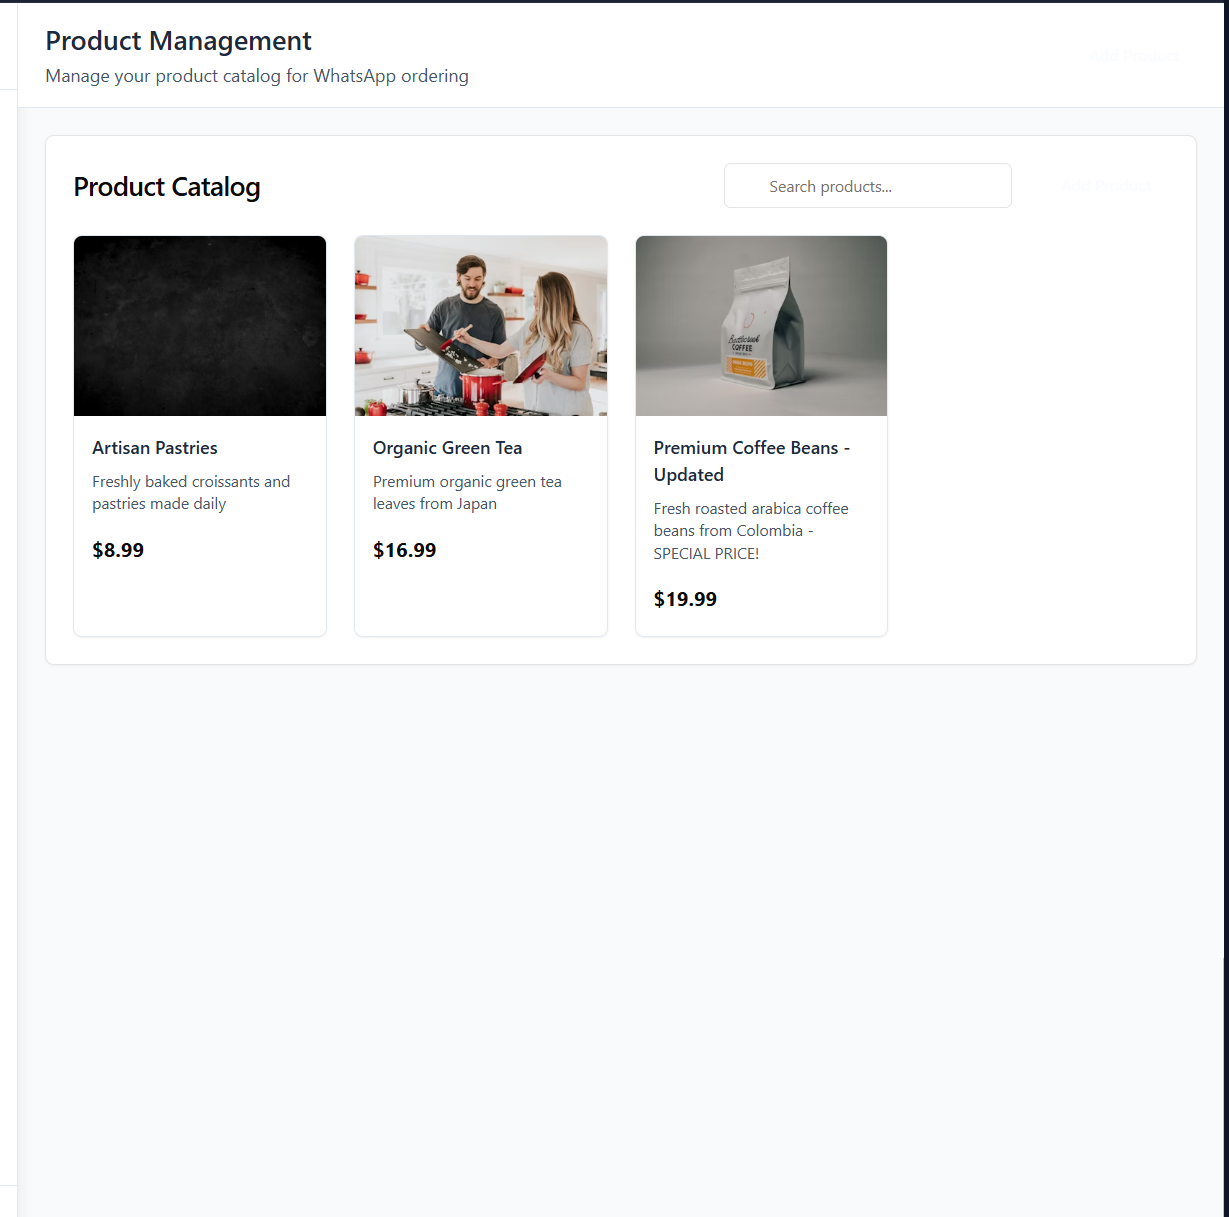 Product Management
Manage your product catalog for WhatsApp ordering
Add Product
Product Catalog
Search products...
Add Product
COFFEE
Artisan Pastries
Freshly baked croissants and
pastries made daily
$8.99
Organic Green Tea
Premium organic green tea
leaves from Japan
$16.99
Premium Coffee Beans -
Updated
Fresh roasted arabica coffee
beans from Colombia -
SPECIAL PRICE!
$19.99